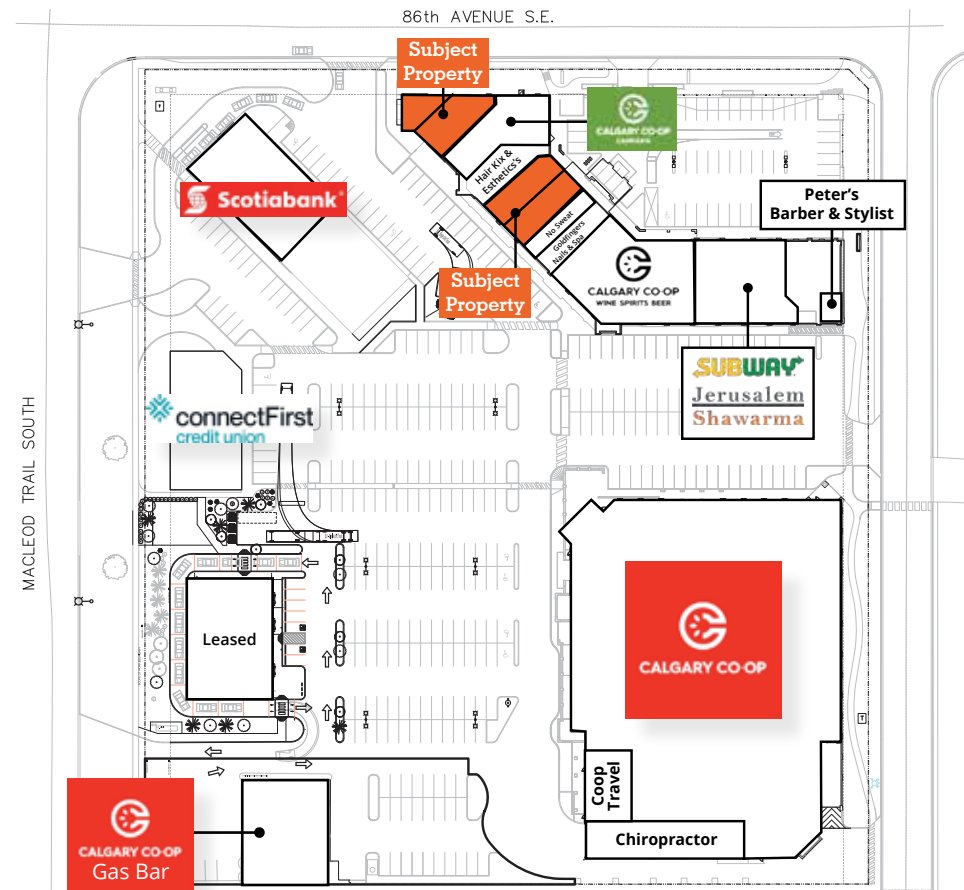 86th AVENUE S.E.
Subject
Property
CALGARY CO-OP
CANNABIS
Hair Kix &
Esthetics's
Scotiabank
Peter's
Barber & Stylist
No Sweat
Goldfingers
Nails & Spa
Subject
Property
CALGARY CO-OP
WINE SPIRITS BEER
SUBWAY
Jerusalem
Shawarma
connectFirst
credit union
MACLEOD TRAIL SOUTH
Leased
CALGARY CO-OP
Coop
Travel
Chiropractor
CALGARY CO-OP
Gas Bar